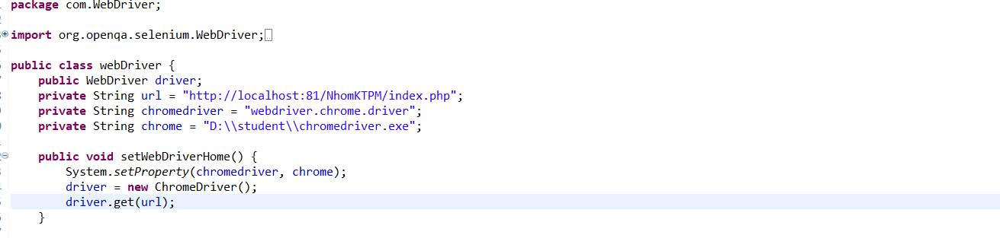 package com.WebDriver;
import org.openqa.selenium.WebDriver;
public class webDriver {
public WebDriver driver;
private String url = "http://localhost:81/NhomKTPM/index.php";
private String chromedriver = "webdriver.chrome.driver";
private String chrome = "D:\\student\\chromedriver.exe";
public void setWebDriverHome() {
System.setProperty(chromedriver, chrome);
driver = new ChromeDriver();
driver.get(url);
}